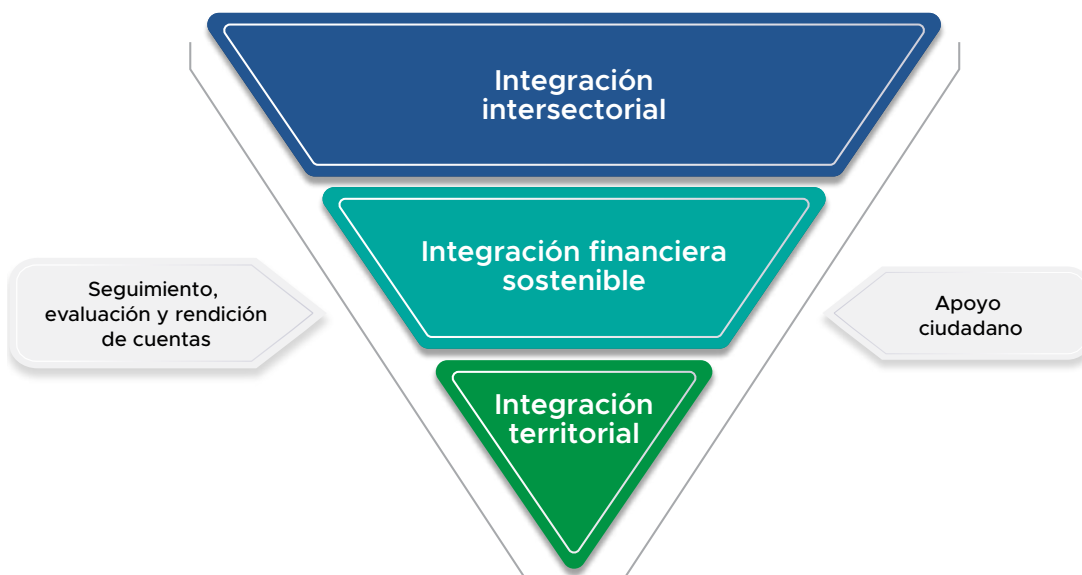 Integración
intersectorial
Integración financiera
sostenible
Seguimiento,
evaluación y rendición
de cuentas
Apoyo
ciudadano
Integración
territorial